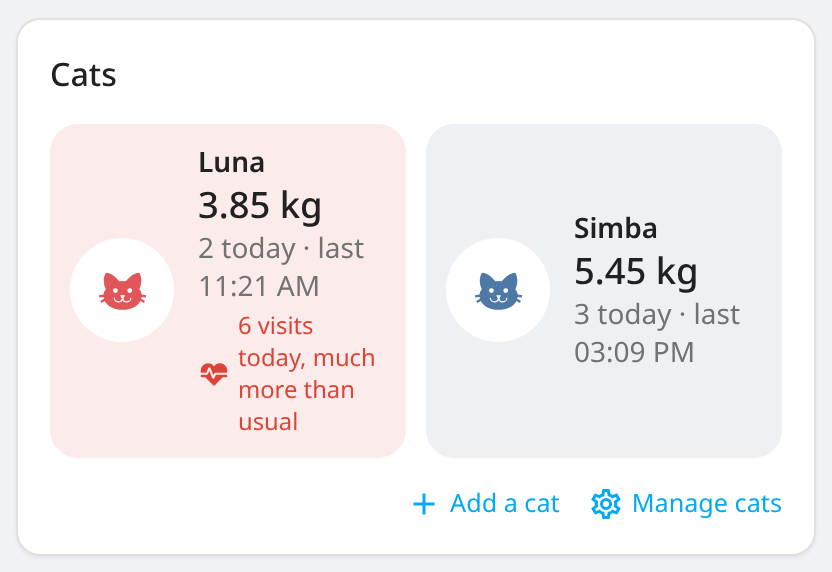 Cats
Luna
3.85 kg
2 today · last
11:21 AM
6 visits
today, much
more than
usual
Simba
5.45 kg
3 today · last
03:09 PM
Add a cat
Manage cats